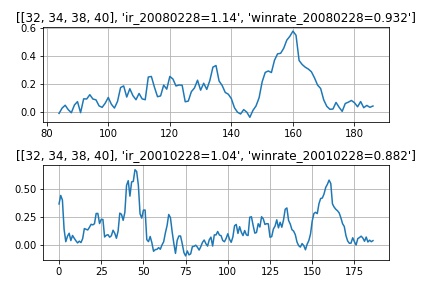 [[32, 34, 38, 40], 'ir_20080228=1.14', 'winrate_20080228=0.932']
0.6
0.4
0.2
0.0
80 100 120 140 160 180
[[32, 34, 38, 40], 'ir_20010228=1.04', 'winrate_20010228=0.882']
0.50
0.25
0.00
0 25 50 75 100 125 150 175